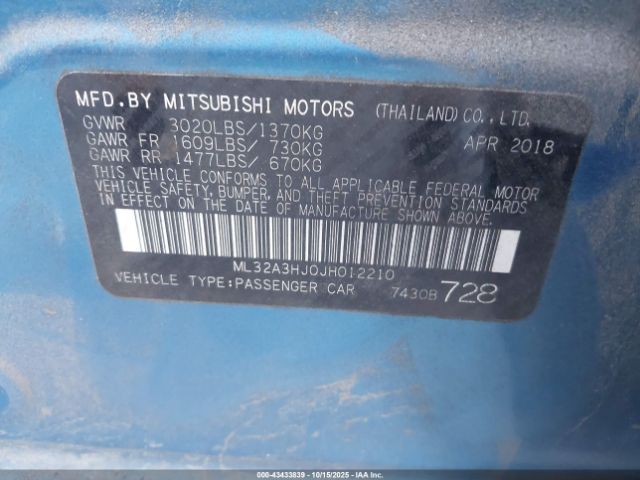 MFD.BY MITSUBISHI MOTORS (THAILAND) CO., LTD.
GVWR 3020LBS/1370KG APR 2018
GAWR FR 1609LBS/ 730KG
GAWR RR 1477LBS/ 670KG
THIS VEHICLE CONFORMS TO ALL APPLICABLE FEDERAL MOTOR
VEHICLE SAFETY, BUMPER, AND THEFT PREVENTION STANDARDS
IN EFFECT ON THE DATE OF MANUFACTURE SHOWN ABOVE.
ML32A3HJ0JH012210
VEHICLE TYPE:PASSENGER CAR 7430B 728
000-43433839 - 10/15/2025 - COPYRIGHT © IAA, Inc.